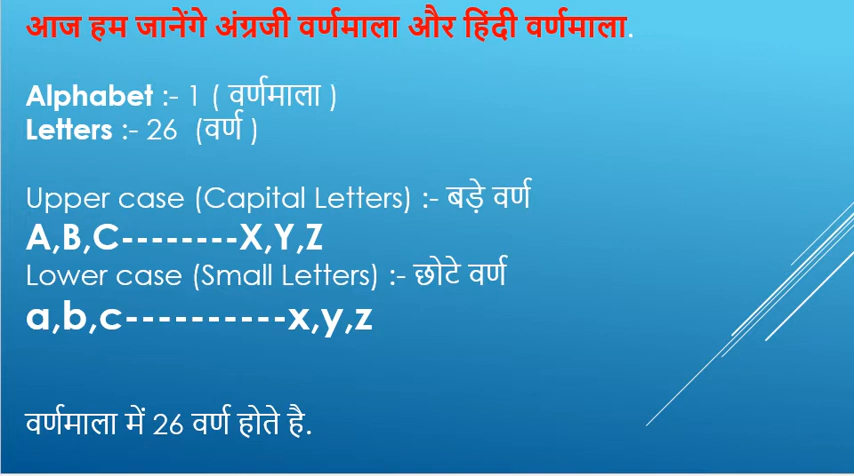 आज हम जानेंगे अंग्रजी वर्णमाला और हिंदी वर्णमाला.
Alphabet :- 1 ( वर्णमाला )
Letters :- 26 (वर्ण )
Upper case (Capital Letters) :- बड़े वर्ण
A,B,C--------X,Y,Z
Lower case (Small Letters) :- छोटे वर्ण
a,b,c----------x,y,z
वर्णमाला में 26 वर्ण होते है.